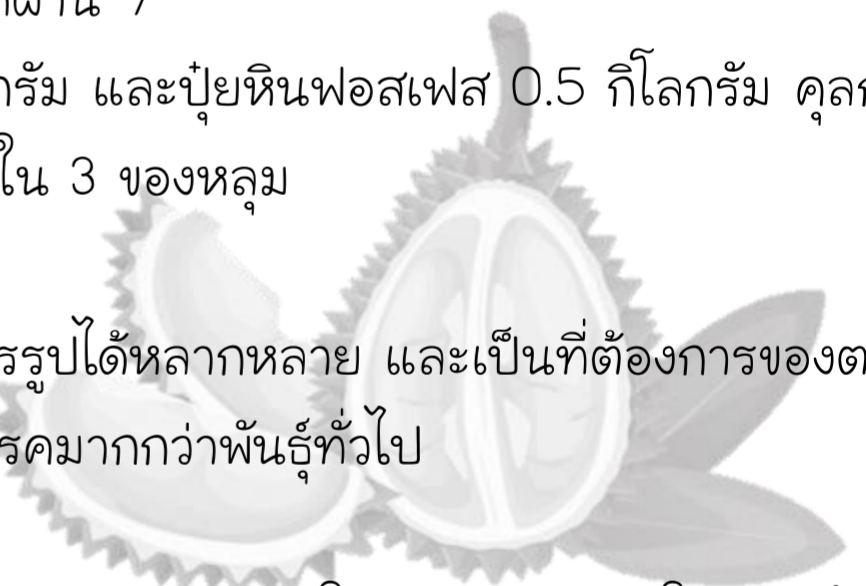 กรัม และปุ๋ยหินฟอสเฟส 0.5 กิโลกรัม
ใน 3 ของหลุม
รรูปได้หลากหลาย และเป็นที่ต้องการของต
รคมากกว่าพันธุ์ทั่วไป